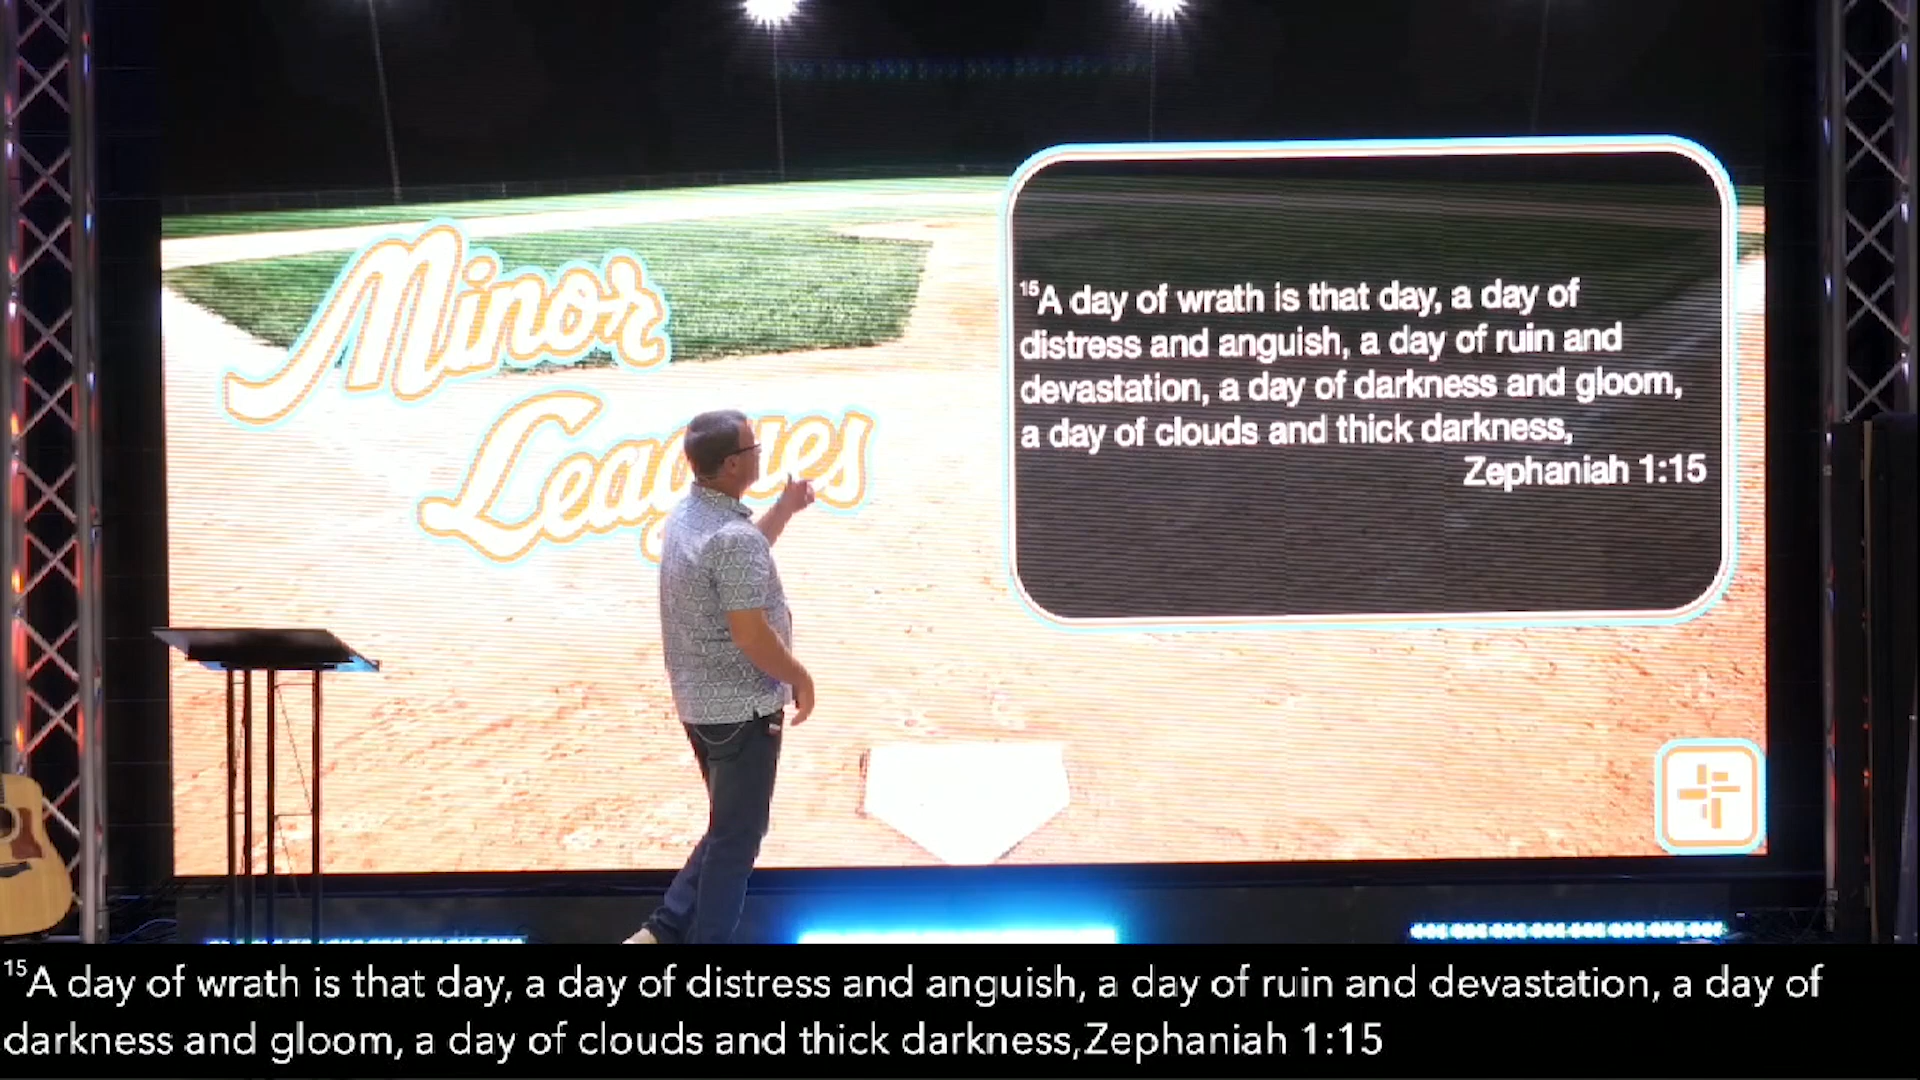 Minor
Leagues
¹⁵A day of wrath is that day, a day of
distress and anguish, a day of ruin and
devastation, a day of darkness and gloom,
a day of clouds and thick darkness,
Zephaniah 1:15
¹⁵A day of wrath is that day, a day of distress and anguish, a day of ruin and devastation, a day of
darkness and gloom, a day of clouds and thick darkness,Zephaniah 1:15